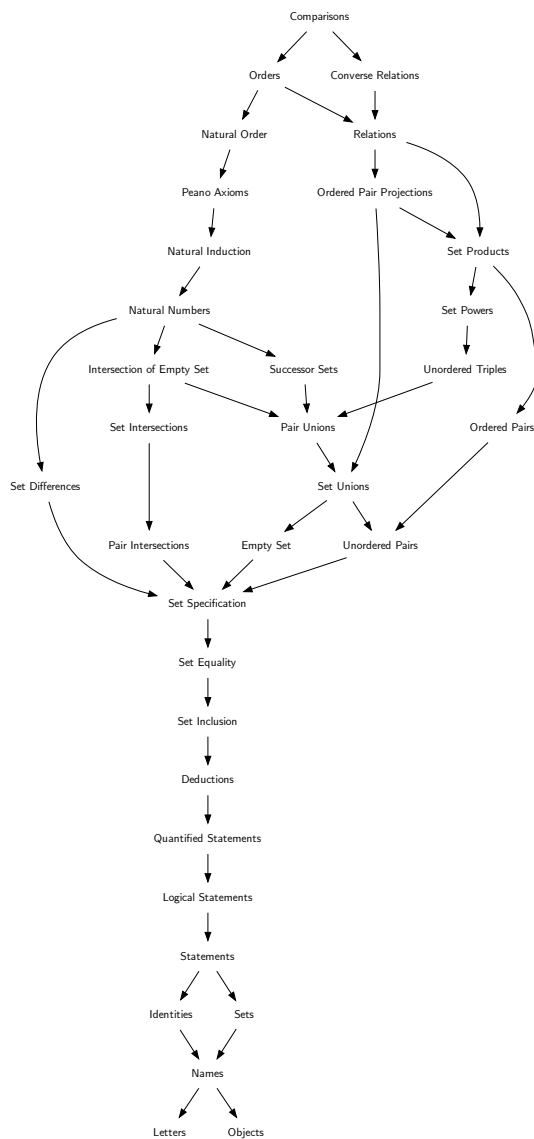 Comparisons
Orders
Converse Relations
Natural Order
Relations
Peano Axioms
Ordered Pair Projections
Natural Induction
Set Products
Natural Numbers
Set Powers
Intersection of Empty Set
Successor Sets
Unordered Triples
Set Intersections
Pair Unions
Ordered Pairs
Set Differences
Set Unions
Pair Intersections
Empty Set
Unordered Pairs
Set Specification
Set Equality
Set Inclusion
Deductions
Quantified Statements
Logical Statements
Statements
Identities
Sets
Names
Letters
Objects